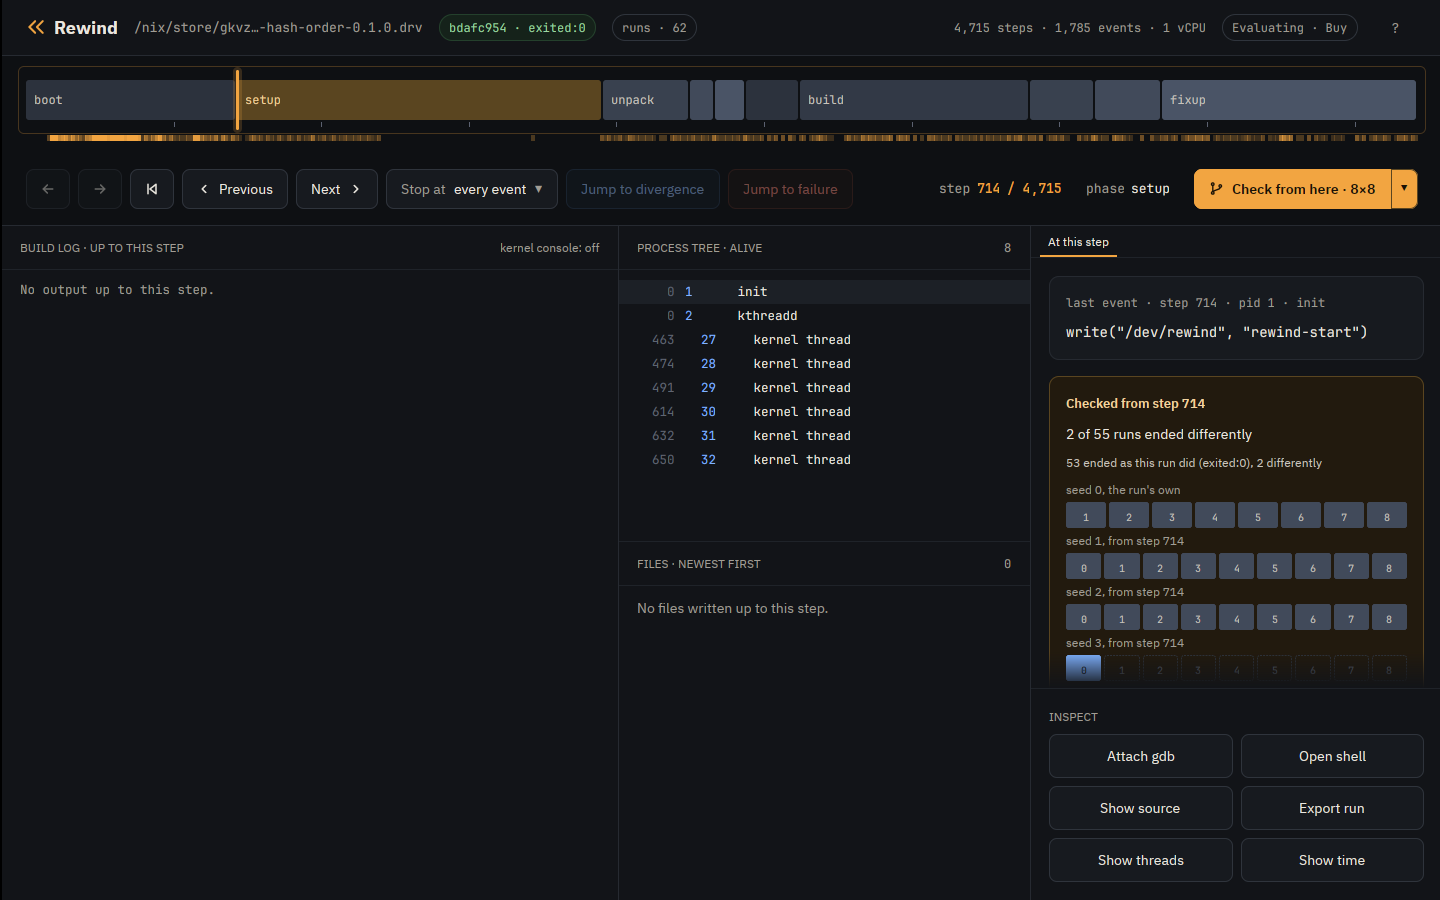 Rewind /nix/store/gkvz…-hash-order-0.1.0.drv bdafc954 · exited:0 runs · 62 4,715 steps · 1,785 events · 1 vCPU Evaluating · Buy ?
boot setup unpack build fixup
Previous Next Stop at every event ▾ Jump to divergence Jump to failure step 714 / 4,715 phase setup Check from here · 8×8 ▾
BUILD LOG · UP TO THIS STEP kernel console: off
No output up to this step.
PROCESS TREE · ALIVE 8
0 1 init
0 2 kthreadd
463 27 kernel thread
474 28 kernel thread
491 29 kernel thread
614 30 kernel thread
632 31 kernel thread
650 32 kernel thread
FILES · NEWEST FIRST 0
No files written up to this step.
At this step
last event · step 714 · pid 1 · init
write("/dev/rewind", "rewind-start")
Checked from step 714
2 of 55 runs ended differently
53 ended as this run did (exited:0), 2 differently
seed 0, the run's own
1 2 3 4 5 6 7 8
seed 1, from step 714
0 1 2 3 4 5 6 7 8
seed 2, from step 714
0 1 2 3 4 5 6 7 8
seed 3, from step 714
0 1 2 3 4 5 6 7 8
INSPECT
Attach gdb Open shell
Show source Export run
Show threads Show time